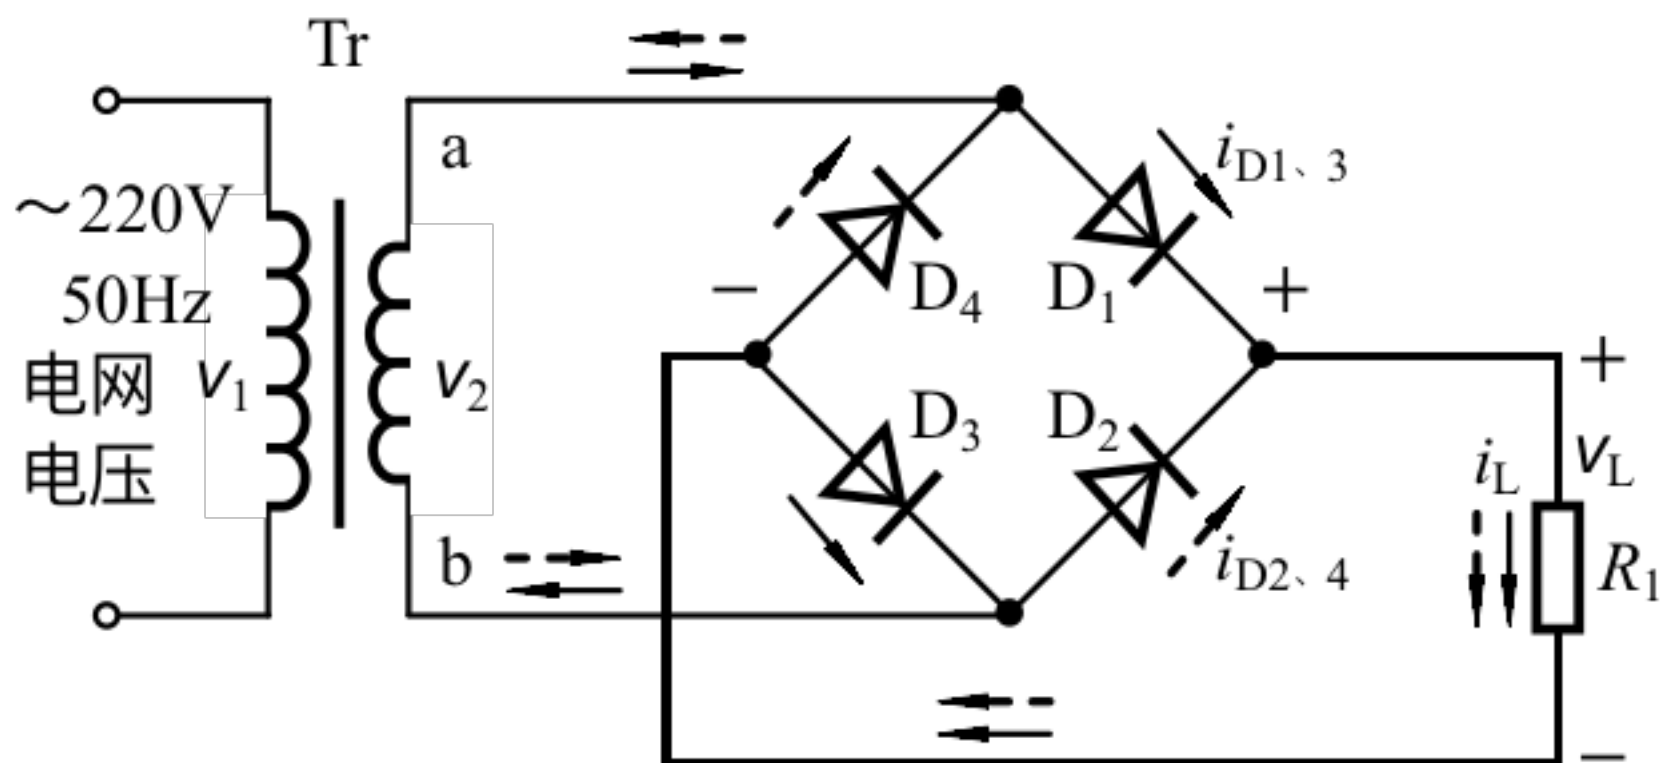 Tr
a
~220V
50Hz
电网
电压
v1
v2
b
iD1、3
D4
D1
−
+
D3
D2
iD2、4
+
iL
vL
R1
−